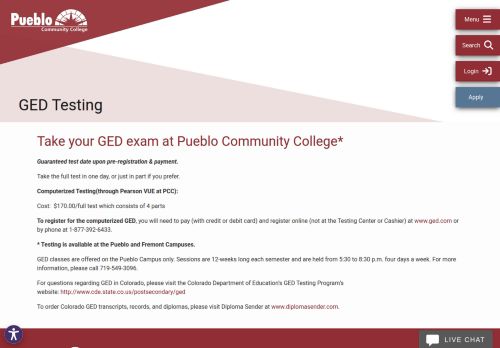 Pueblo
Community College
Menu
Search
Login
Apply
GED Testing
Take your GED exam at Pueblo Community College*
Guaranteed test date upon pre-registration & payment.
Take the full test in one day, or just in part if you prefer.
Computerized Testing(through Pearson VUE at PCC):
Cost:  $170.00/full test which consists of 4 parts
To register for the computerized GED, you will need to pay (with credit or debit card) and register online (not at the Testing Center or Cashier) at www.ged.com or
by phone at 1-877-392-6433.
* Testing is available at the Pueblo and Fremont Campuses.
GED classes are offered on the Pueblo Campus only. Sessions are 12-weeks long each semester and are held from 5:30 to 8:30 p.m. four days a week. For more
information, please call 719-549-3096.
For questions regarding GED in Colorado, please visit the Colorado Department of Education's GED Testing Program's
website: http://www.cde.state.co.us/postsecondary/ged.
To order Colorado GED transcripts, records, and diplomas, please visit Diploma Sender at www.diplomasender.com.
LIVE CHAT